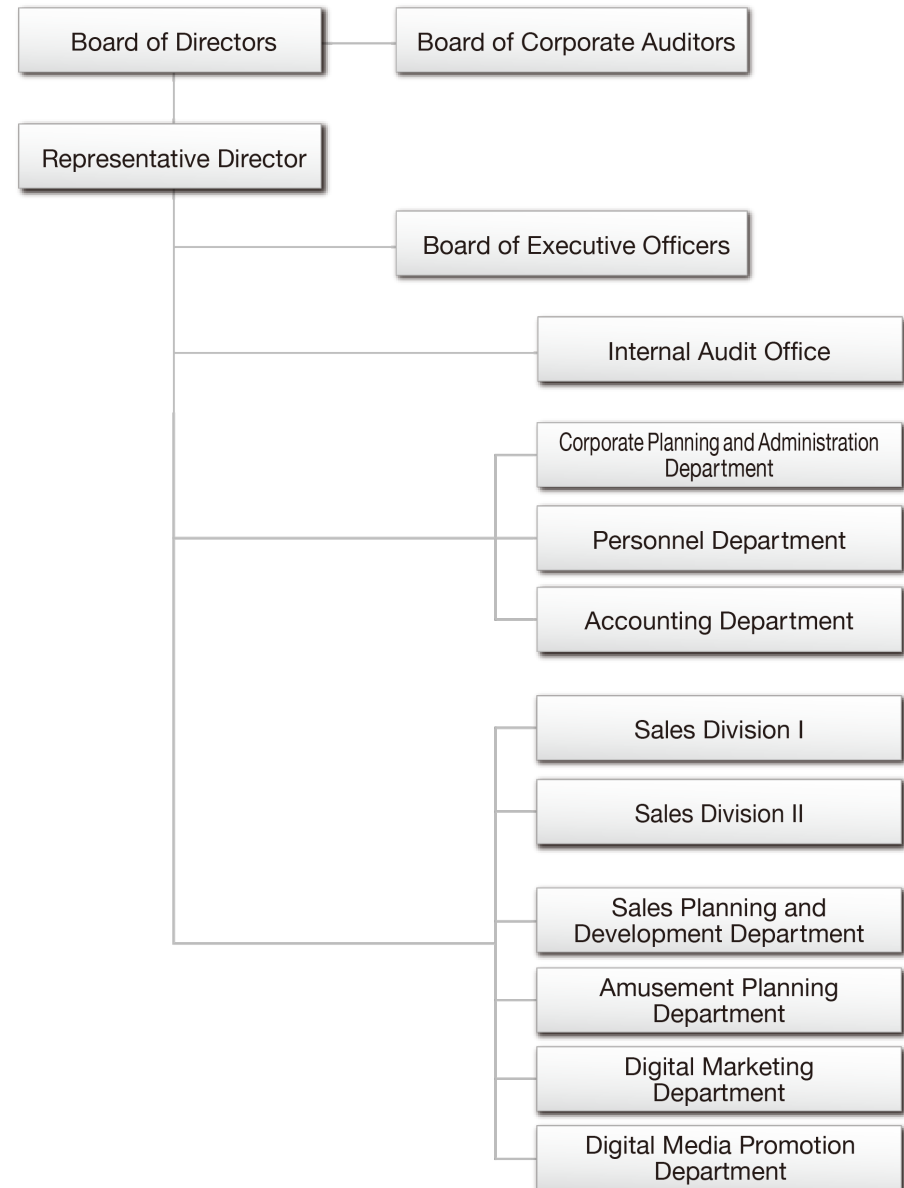 Board of Directors
Board of Corporate Auditors
Representative Director
Board of Executive Officers
Internal Audit Office
Corporate Planning and Administration
Department
Personnel Department
Accounting Department
Sales Division I
Sales Division II
Sales Planning and
Development Department
Amusement Planning
Department
Digital Marketing
Department
Digital Media Promotion
Department